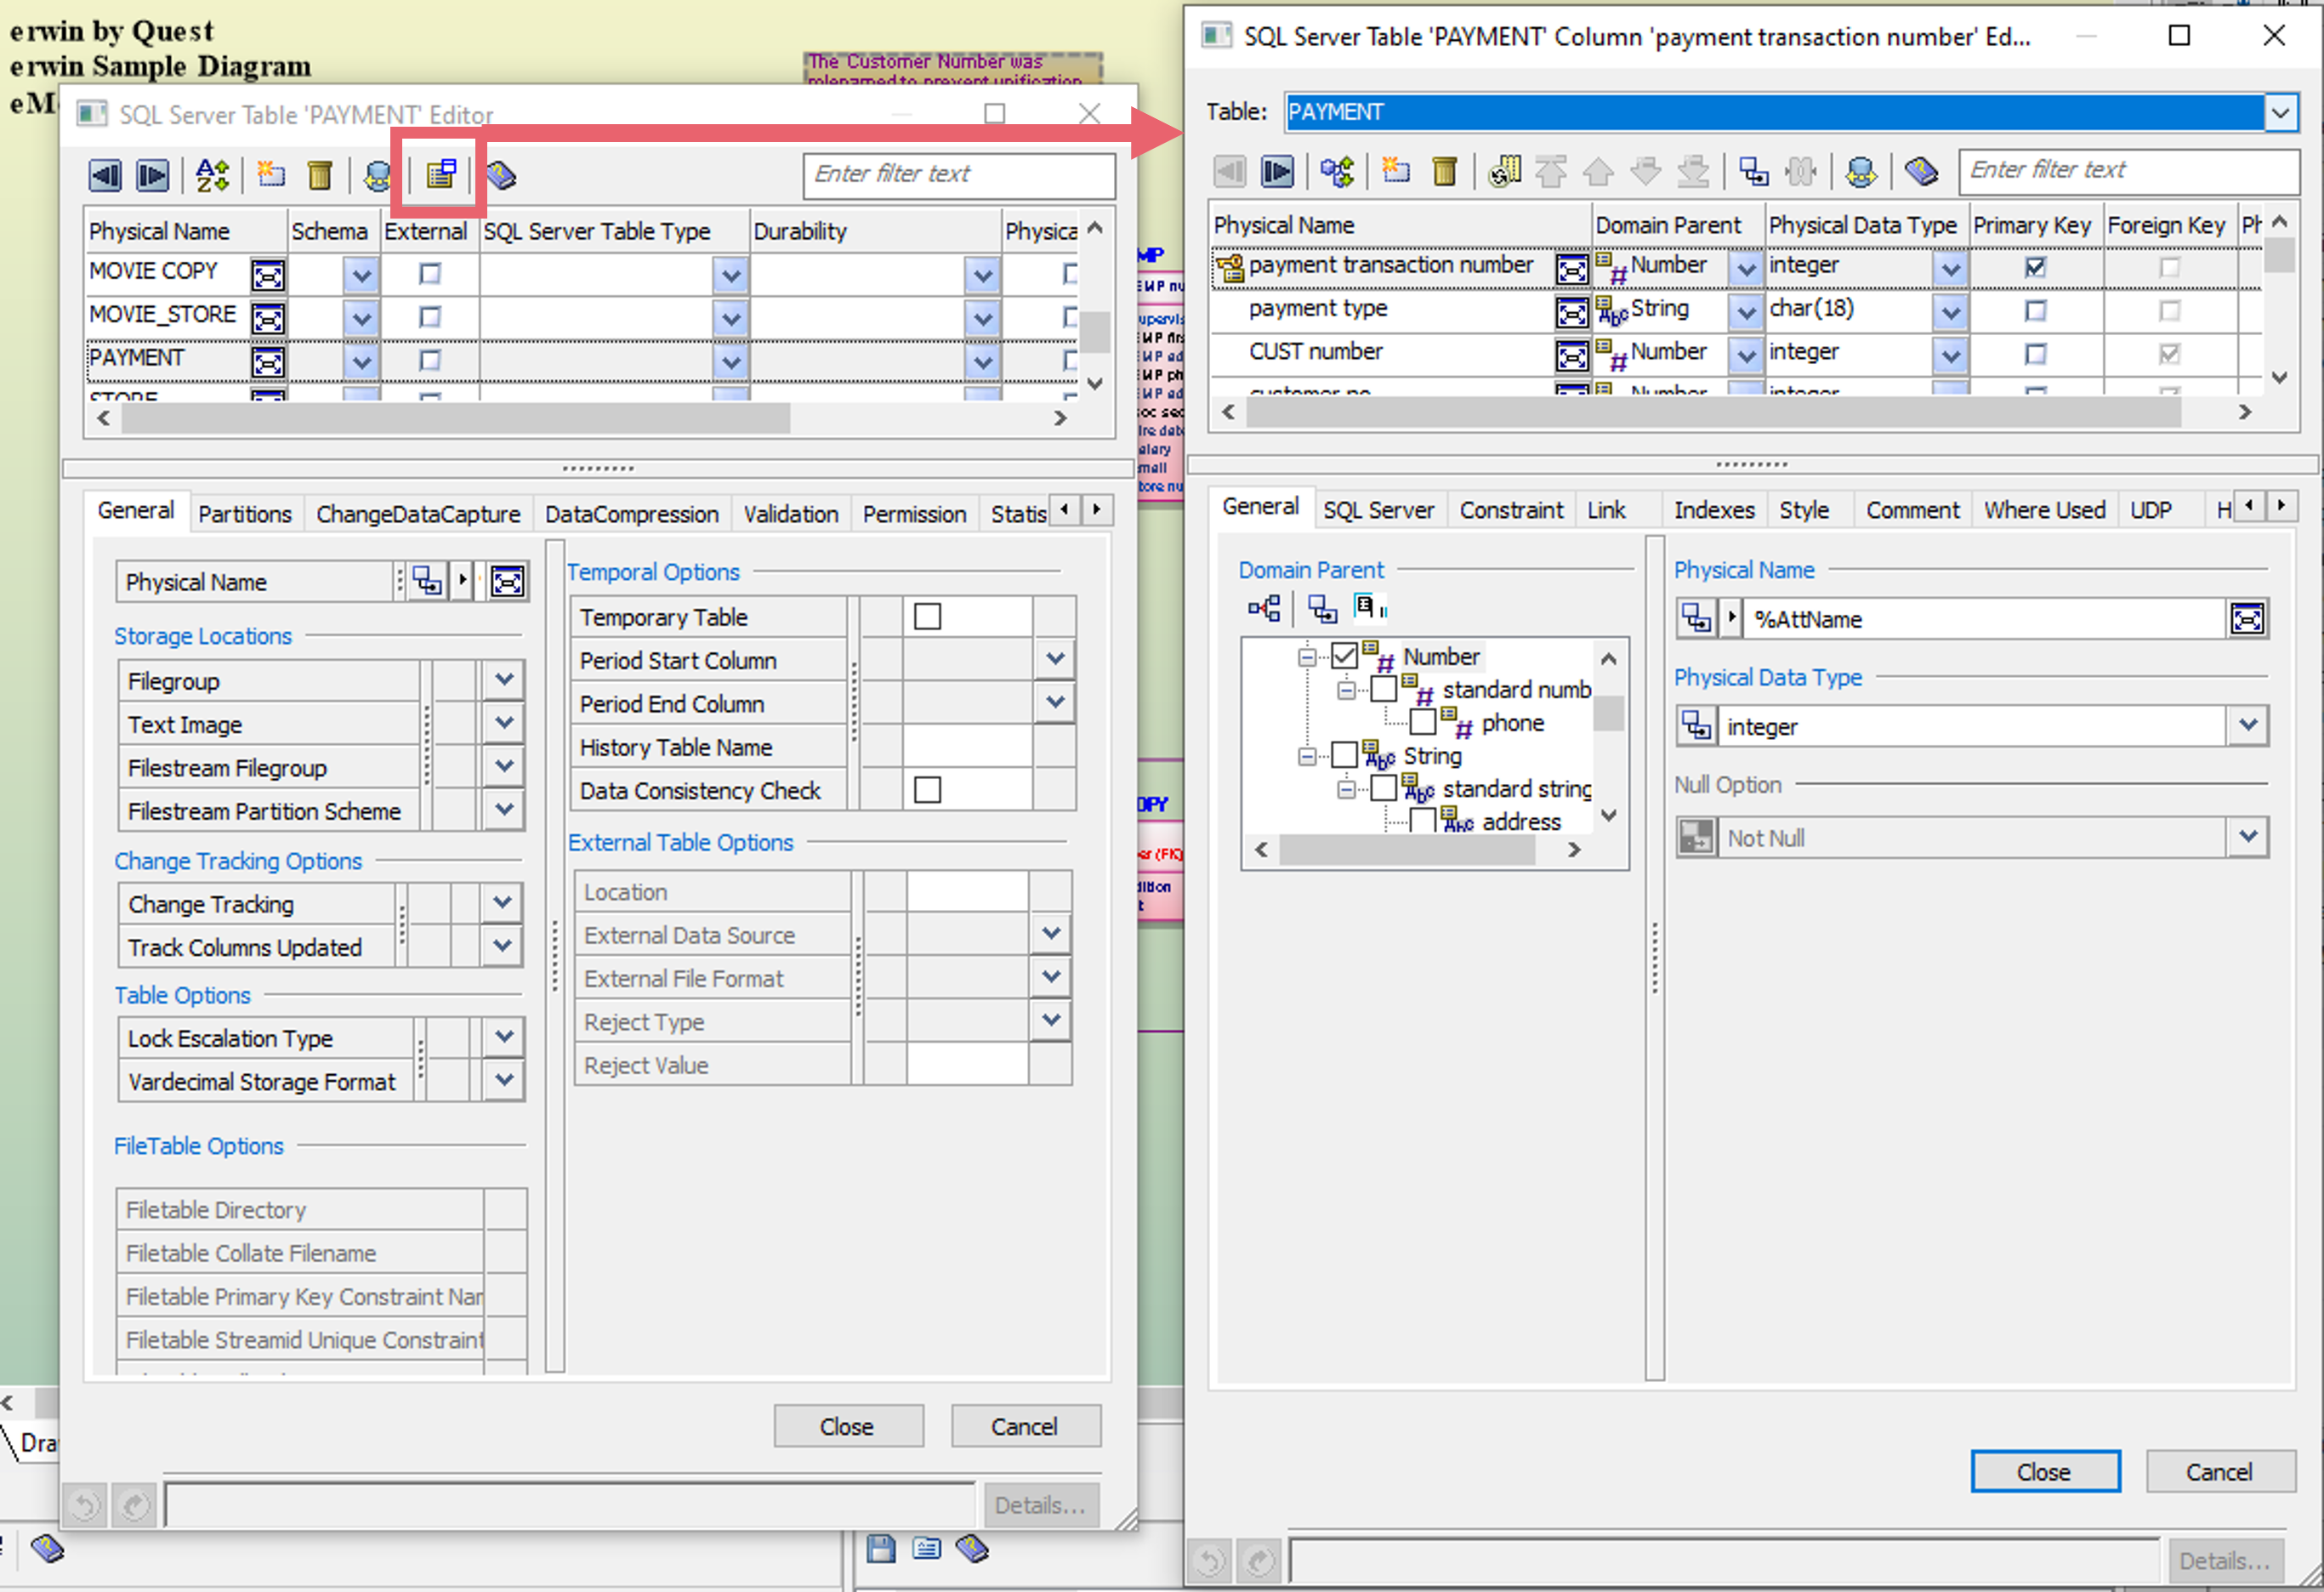 erwin by Quest
erwin Sample Diagram
The Customer Number was
SQL Server Table 'PAYMENT' Editor
Enter filter text
Physical Name Schema External SQL Server Table Type Durability Physica
MOVIE COPY
MOVIE_STORE
PAYMENT
STORE
General Partitions ChangeDataCapture DataCompression Validation Permission Statis
Physical Name
Storage Locations
Filegroup
Text Image
Filestream Filegroup
Filestream Partition Scheme
Change Tracking Options
Change Tracking
Track Columns Updated
Table Options
Lock Escalation Type
Vardecimal Storage Format
FileTable Options
Filetable Directory
Filetable Collate Filename
Filetable Primary Key Constraint Nar
Filetable Streamid Unique Constraint
Temporal Options
Temporary Table
Period Start Column
Period End Column
History Table Name
Data Consistency Check
External Table Options
Location
External Data Source
External File Format
Reject Type
Reject Value
Close Cancel
Details...
Dra
SQL Server Table 'PAYMENT' Column 'payment transaction number' Ed...
Table: PAYMENT
Enter filter text
Physical Name Domain Parent Physical Data Type Primary Key Foreign Key Ph
payment transaction number Number integer
payment type String char(18)
CUST number Number integer
customer no Number integer
General SQL Server Constraint Link Indexes Style Comment Where Used UDP H
Domain Parent
Number
standard numb
phone
String
standard string
address
Physical Name
%AttName
Physical Data Type
integer
Null Option
Not Null
Close Cancel
Details...